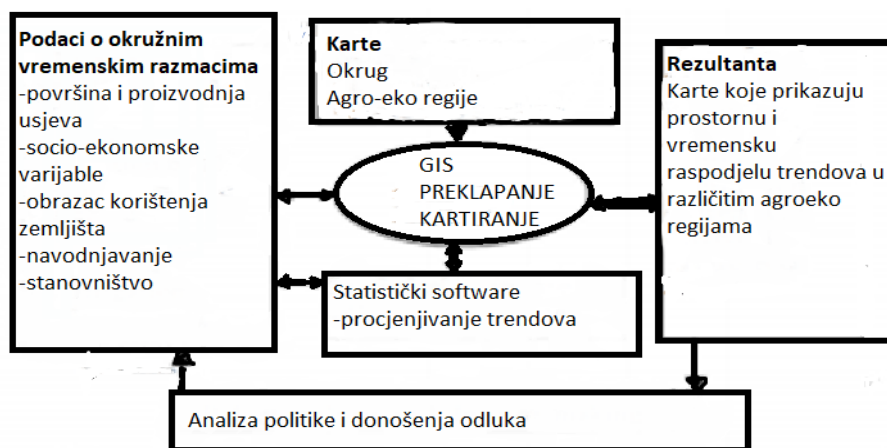 Podaci o okružnim
vremenskim razmacima
-površina i proizvodnja
usjeva
-socio-ekonomske
varijable
-obrazac korištenja
zemljišta
-navodnjavanje
-stanovništvo
Karte
Okrug
Agro-eko regije
GIS
PREKLAPANJE
KARTIRANJE
Statistički software
-procjenjivanje trendova
Rezultanta
Karte koje prikazuju
prostornu i
vremensku
raspodjelu trendova u
različitim agroeko
regijama
Analiza politike i donošenja odluka